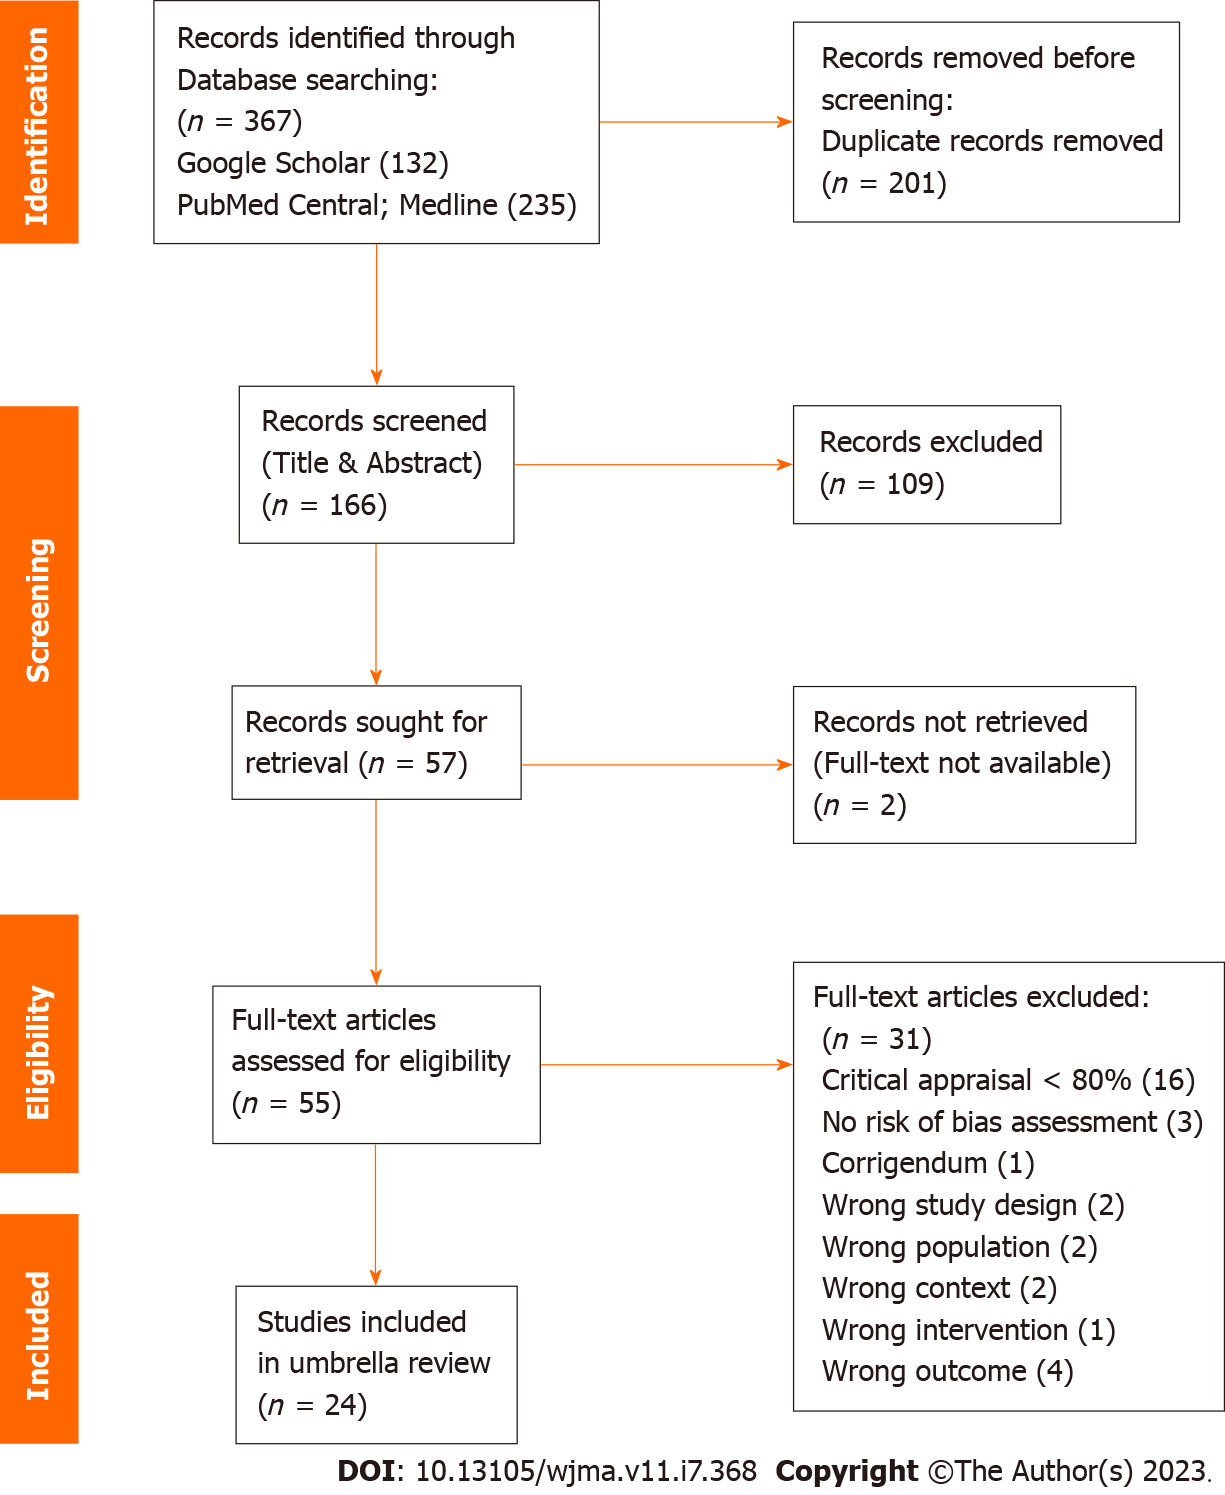 Identification
Records identified through
Database searching:
(n = 367)
Google Scholar (132)
PubMed Central; Medline (235)
Records removed before
screening:
Duplicate records removed
(n = 201)
Screening
Records screened
(Title & Abstract)
(n = 166)
Records excluded
(n = 109)
Records sought for
retrieval (n = 57)
Records not retrieved
(Full-text not available)
(n = 2)
Eligibility
Full-text articles
assessed for eligibility
(n = 55)
Full-text articles excluded:
(n = 31)
Critical appraisal < 80% (16)
No risk of bias assessment (3)
Corrigendum (1)
Wrong study design (2)
Wrong population (2)
Wrong context (2)
Wrong intervention (1)
Wrong outcome (4)
Included
Studies included
in umbrella review
(n = 24)
DOI: 10.13105/wjma.v11.i7.368 Copyright ©The Author(s) 2023.